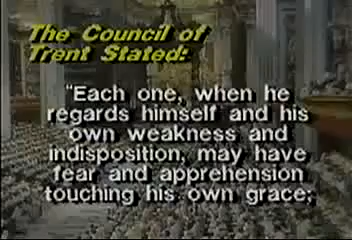 The Council of
Trent Stated:
"Each one, when he
regards himself and his
own weakness and
indisposition, may have
fear and apprehension
touching his own grace;